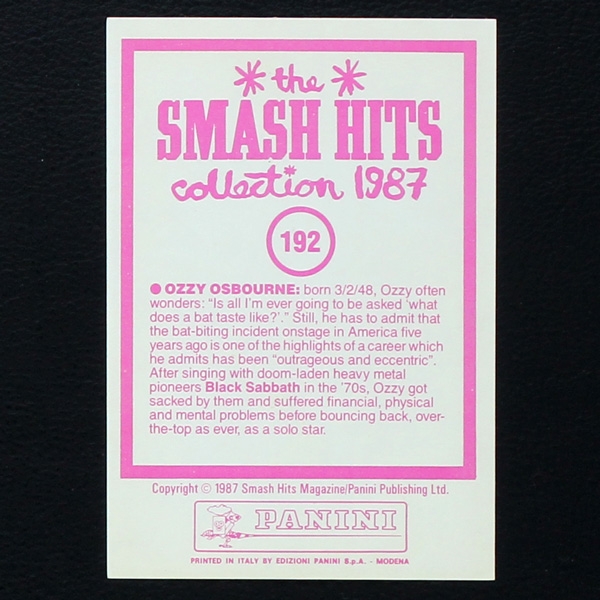 the
SMASH HITS
collection 1987
192
● OZZY OSBOURNE: born 3/2/48, Ozzy often
wonders: “Is all I’m ever going to be asked ‘what
does a bat taste like?’.” Still, he has to admit that
the bat-biting incident onstage in America five
years ago is one of the highlights of a career which
he admits has been “outrageous and eccentric”.
After singing with doom-laden heavy metal
pioneers Black Sabbath in the ’70s, Ozzy got
sacked by them and suffered financial, physical
and mental problems before bouncing back, over-
the-top as ever, as a solo star.
Copyright © 1987 Smash Hits Magazine/Panini Publishing Ltd.
PANINI
PRINTED IN ITALY BY EDIZIONI PANINI S.p.A. - MODENA